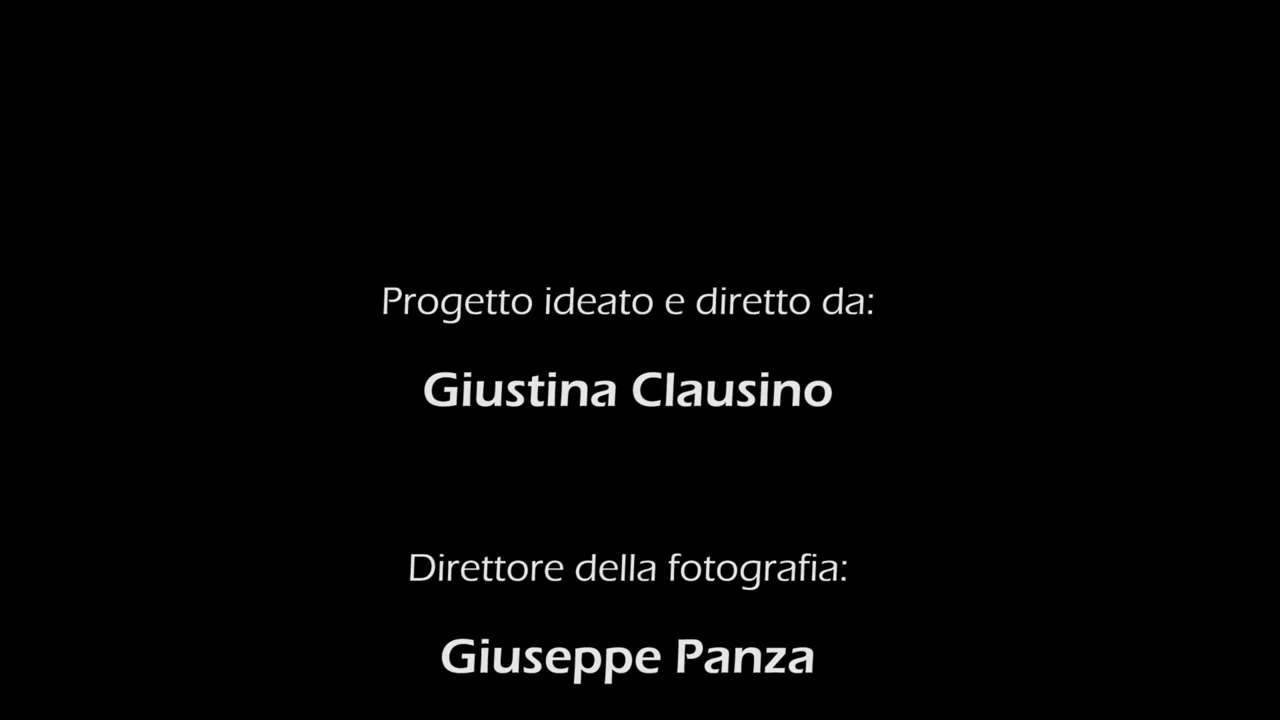 Progetto ideato e diretto da:
Giustina Clausino
Direttore della fotografia:
Giuseppe Panza